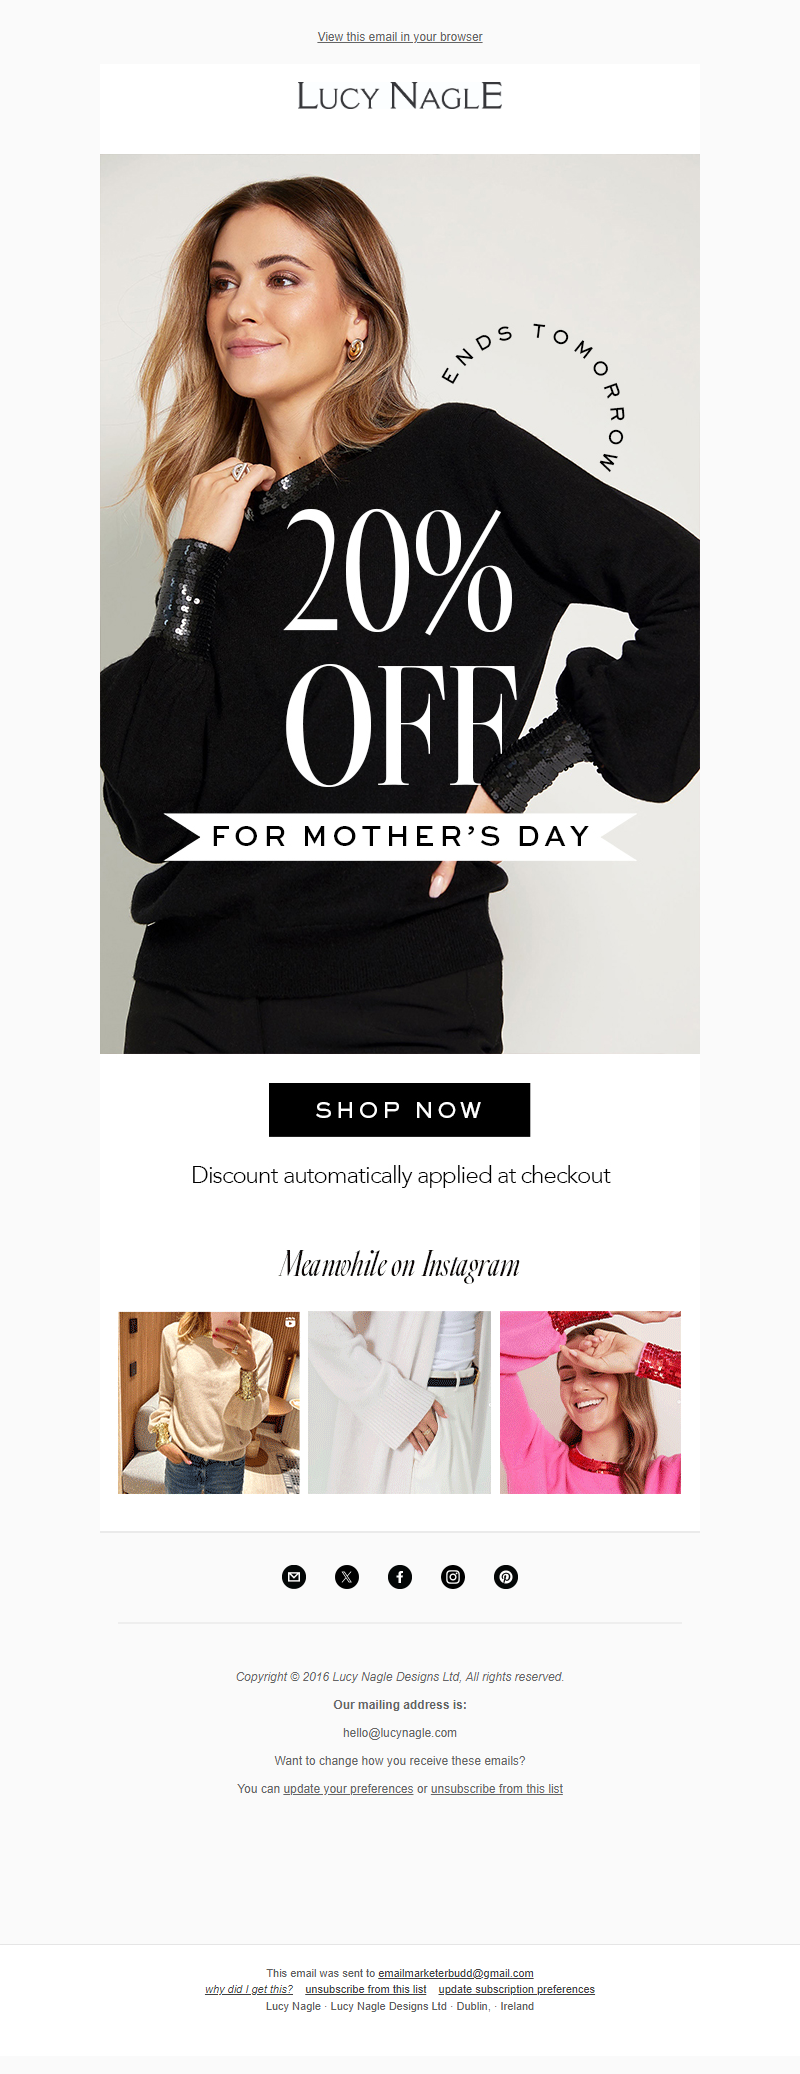 View this email in your browser
LUCY NAGLE
ENDS TOMORROW
20%
OFF
FOR MOTHER'S DAY
SHOP NOW
Discount automatically applied at checkout
Meanwhile on Instagram
Copyright © 2016 Lucy Nagle Designs Ltd, All rights reserved.
Our mailing address is:
hello@lucynagle.com
Want to change how you receive these emails?
You can update your preferences or unsubscribe from this list
This email was sent to emailmarketerbudd@gmail.com
why did I get this? unsubscribe from this list update subscription preferences
Lucy Nagle · Lucy Nagle Designs Ltd · Dublin, · Ireland